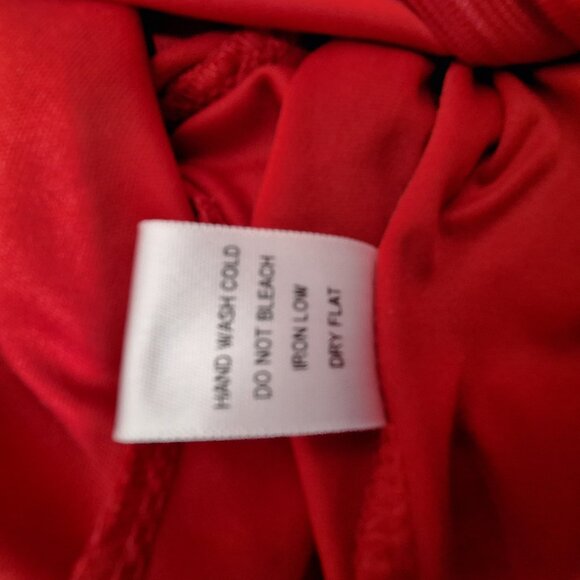 HAND WASH COLD
DO NOT BLEACH
IRON LOW
DRY FLAT